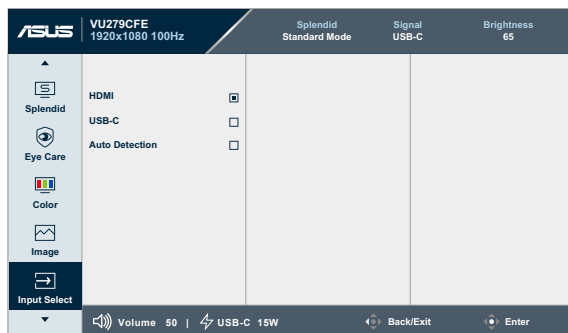 ASUS
VU279CFE
1920x1080 100Hz
Splendid
Standard Mode
Signal
USB-C
Brightness
65
Splendid
Eye Care
Color
Image
Input Select
HDMI
USB-C
Auto Detection
Volume 50 | USB-C 15W
Back/Exit
Enter